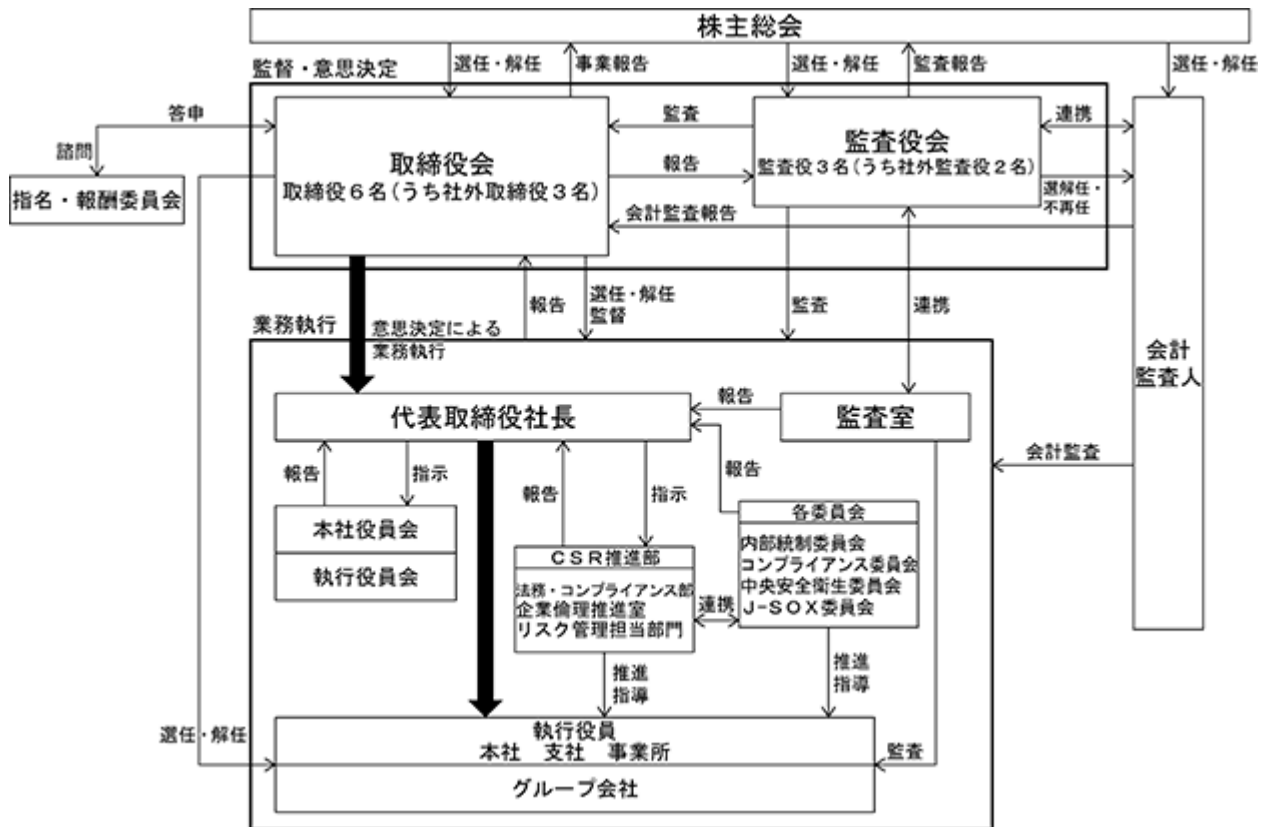 株主総会
選任・解任
事業報告
選任・解任
監査報告
選任・解任
監督・意思決定
答申
諮問
指名・報酬委員会
取締役会
取締役６名(うち社外取締役３名)
監査
報告
監査役会
監査役３名(うち社外監査役２名)
連携
選解任・
不再任
会計監査報告
会計
監査人
報告
選任・解任
監督
監査
連携
業務執行
意思決定による
業務執行
代表取締役社長
報告
監査室
会計監査
報告
指示
報告
指示
報告
本社役員会
執行役員会
ＣＳＲ推進部
法務・コンプライアンス部
企業倫理推進室
リスク管理担当部門
連携
各委員会
内部統制委員会
コンプライアンス委員会
中央安全衛生委員会
Ｊ－ＳＯＸ委員会
推進
指導
推進
指導
選任・解任
執行役員
本社　支社　事業所
監査
グループ会社